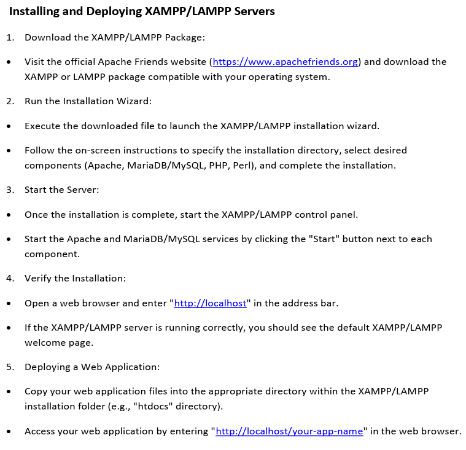 Installing and Deploying XAMPP/LAMPP Servers
1. Download the XAMPP/LAMPP Package:
• Visit the official Apache Friends website (https://www.apachefriends.org) and download the
XAMPP or LAMPP package compatible with your operating system.
2. Run the Installation Wizard:
• Execute the downloaded file to launch the XAMPP/LAMPP installation wizard.
• Follow the on-screen instructions to specify the installation directory, select desired
components (Apache, MariaDB/MySQL, PHP, Perl), and complete the installation.
3. Start the Server:
• Once the installation is complete, start the XAMPP/LAMPP control panel.
• Start the Apache and MariaDB/MySQL services by clicking the "Start" button next to each
component.
4. Verify the Installation:
• Open a web browser and enter "http://localhost" in the address bar.
• If the XAMPP/LAMPP server is running correctly, you should see the default XAMPP/LAMPP
welcome page.
5. Deploying a Web Application:
• Copy your web application files into the appropriate directory within the XAMPP/LAMPP
installation folder (e.g., "htdocs" directory).
• Access your web application by entering "http://localhost/your-app-name" in the web browser.